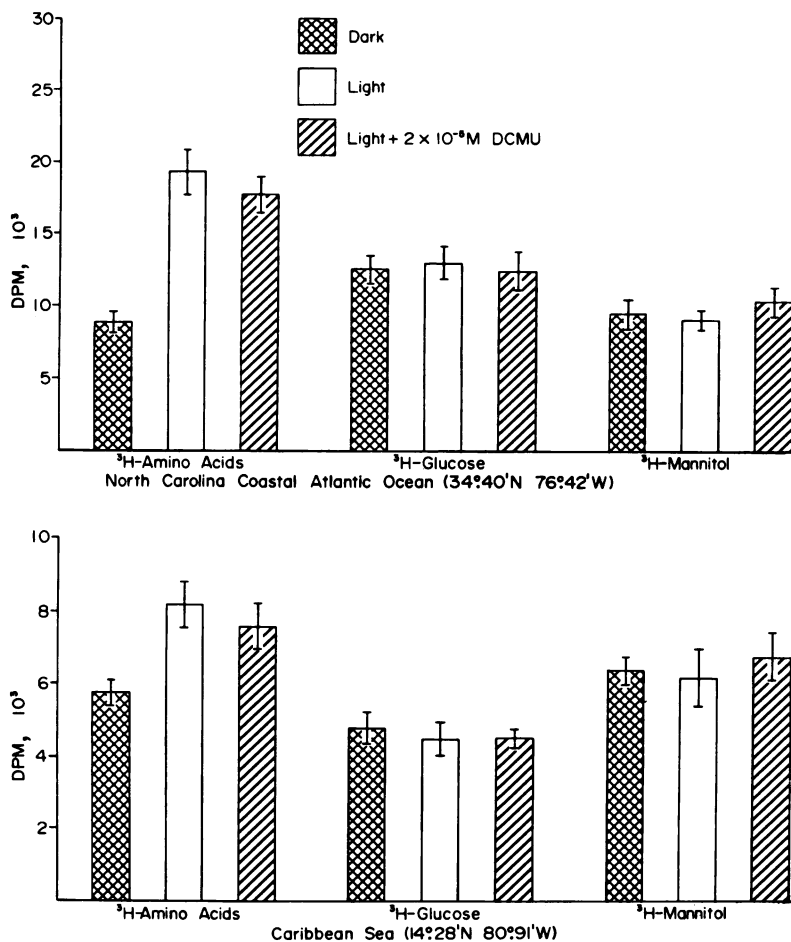 30
25
20
15
10
5
DPM, 10³
Dark
Light
Light + 2 × 10⁻⁵M DCMU
³H-Amino Acids ³H-Glucose ³H-Mannitol
North Carolina Coastal Atlantic Ocean (34°40'N 76°42'W)
10
8
6
4
2
DPM, 10³
³H-Amino Acids ³H-Glucose ³H-Mannitol
Caribbean Sea (14°28'N 80°91'W)